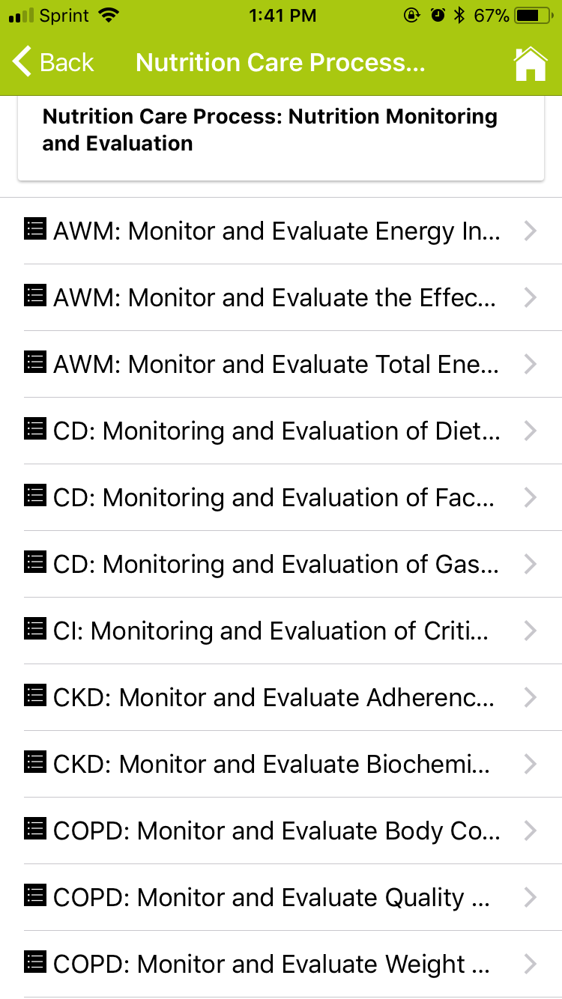 Sprint 1:41 PM 67%
Back Nutrition Care Process...
Nutrition Care Process: Nutrition Monitoring
and Evaluation
AWM: Monitor and Evaluate Energy In...
AWM: Monitor and Evaluate the Effec...
AWM: Monitor and Evaluate Total Ene...
CD: Monitoring and Evaluation of Diet...
CD: Monitoring and Evaluation of Fac...
CD: Monitoring and Evaluation of Gas...
CI: Monitoring and Evaluation of Criti...
CKD: Monitor and Evaluate Adherenc...
CKD: Monitor and Evaluate Biochemi...
COPD: Monitor and Evaluate Body Co...
COPD: Monitor and Evaluate Quality ...
COPD: Monitor and Evaluate Weight ...